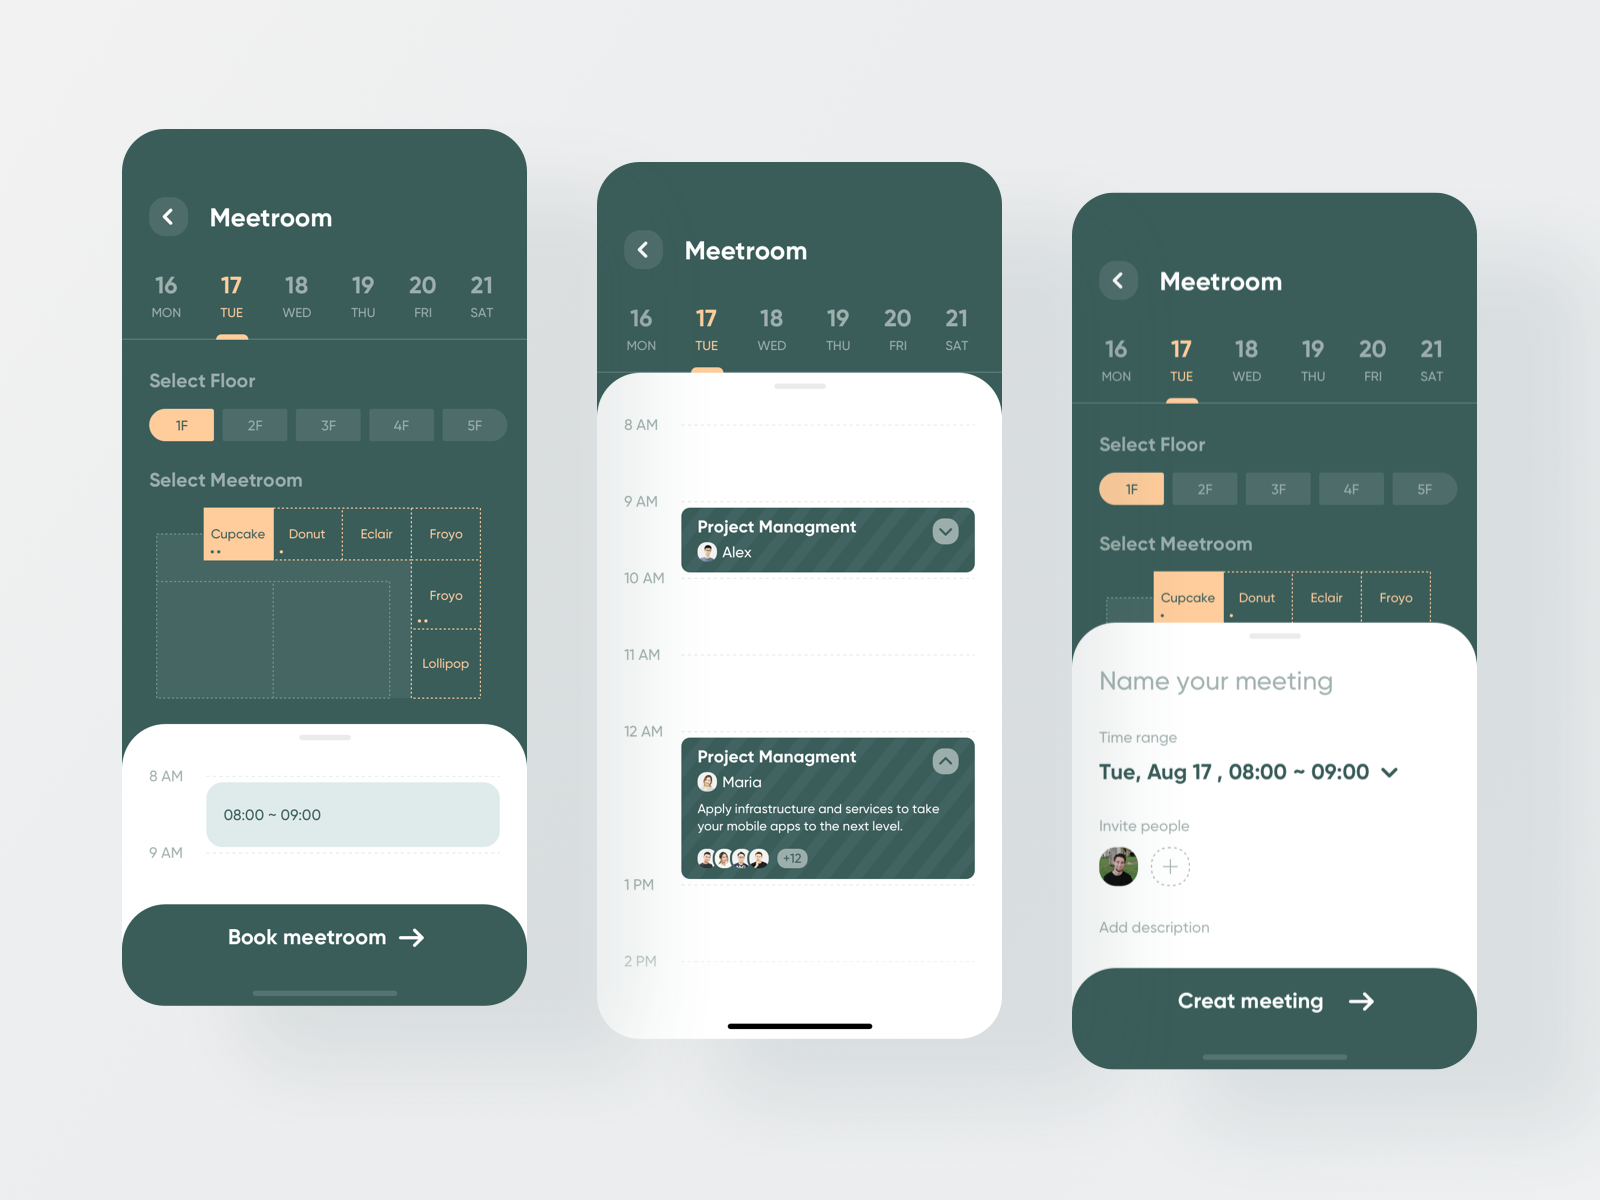 Meetroom
16 17 18 19 20 21
MON TUE WED THU FRI SAT
Select Floor
1F 2F 3F 4F 5F
Select Meetroom
Cupcake Donut Eclair Froyo
Froyo
Lollipop
8 AM
08:00 ~ 09:00
9 AM
Book meetroom
Meetroom
16 17 18 19 20 21
MON TUE WED THU FRI SAT
8 AM
9 AM
Project Managment
Alex
10 AM
11 AM
12 AM
Project Managment
Maria
Apply infrastructure and services to take
your mobile apps to the next level.
+12
1 PM
2 PM
Meetroom
16 17 18 19 20 21
MON TUE WED THU FRI SAT
Select Floor
1F 2F 3F 4F 5F
Select Meetroom
Cupcake Donut Eclair Froyo
Name your meeting
Time range
Tue, Aug 17 , 08:00 ~ 09:00
Invite people
Add description
Creat meeting